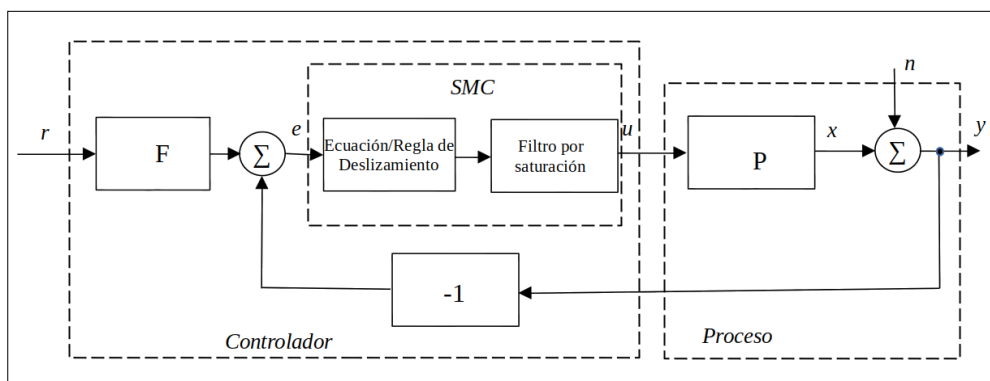 SMC
n
r
e
u
x
y
F
Σ
Ecuación/Regla de
Deslizamiento
Filtro por
saturación
P
Σ
-1
Controlador
Proceso